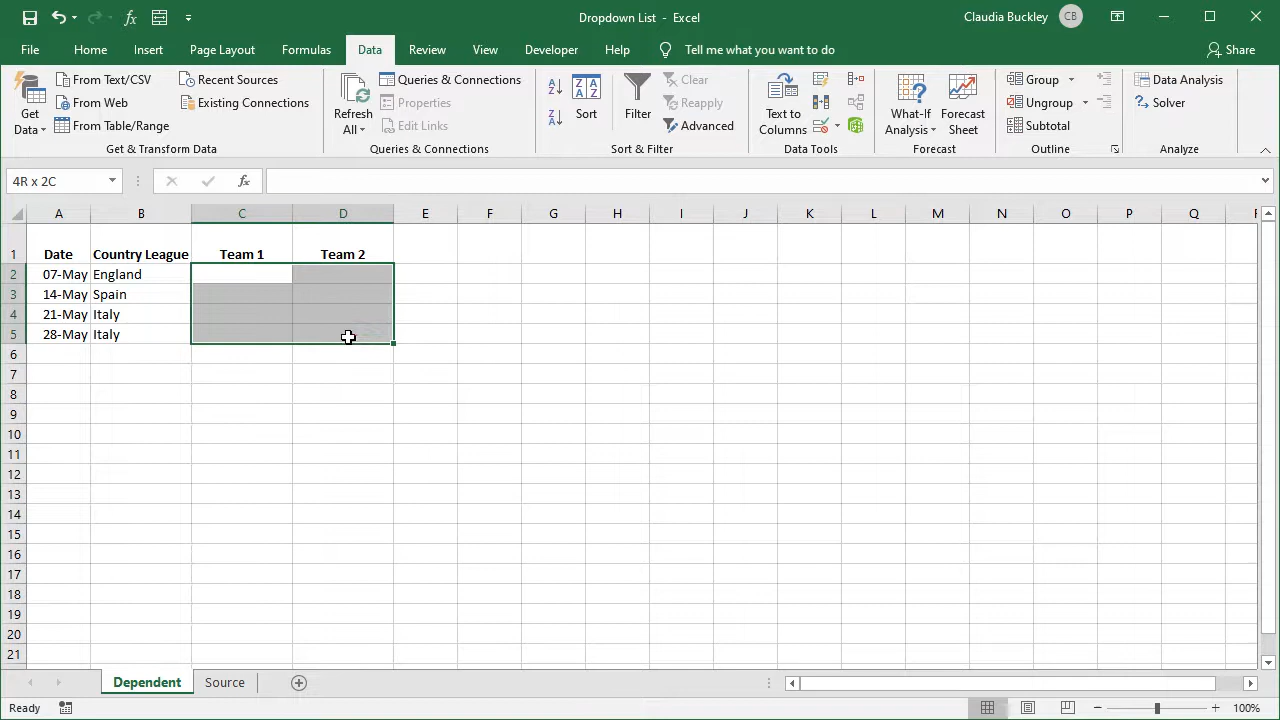 Dropdown List - Excel
Claudia Buckley CB
File Home Insert Page Layout Formulas Data Review View Developer Help Tell me what you want to do Share
Get Data
From Text/CSV
From Web
From Table/Range
Recent Sources
Existing Connections
Get & Transform Data
Refresh All
Queries & Connections
Properties
Edit Links
Queries & Connections
Sort
Filter
Clear
Reapply
Advanced
Sort & Filter
Text to Columns
Data Tools
What-If Analysis
Forecast Sheet
Forecast
Group
Ungroup
Subtotal
Outline
Data Analysis
Solver
Analyze
4R x 2C fx
A B C D E F G H I J K L M N O P Q
1 Date Country League Team 1 Team 2
2 07-May England
3 14-May Spain
4 21-May Italy
5 28-May Italy
6
7
8
9
10
11
12
13
14
15
16
17
18
19
20
21
Dependent Source
Ready 100%